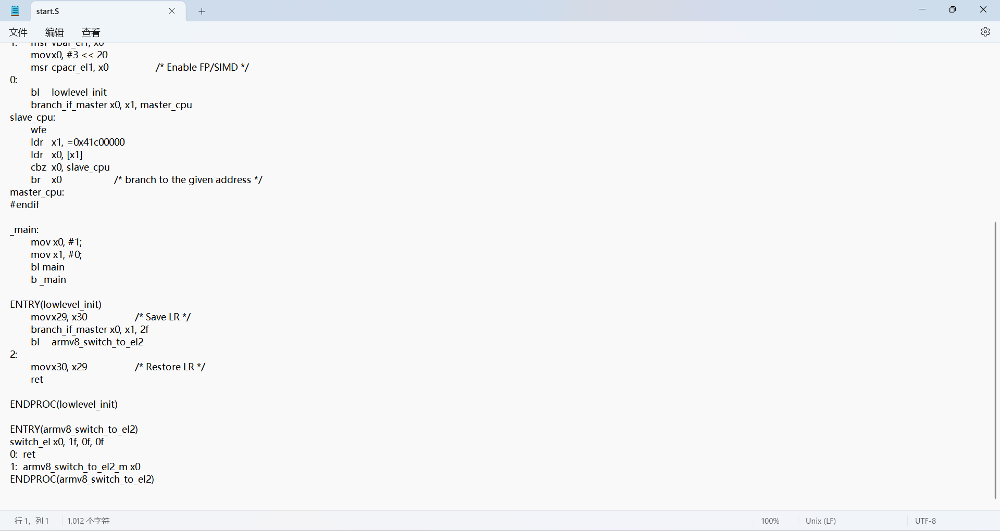 start.S
文件 编辑 查看
1: msr vbar_el1, x0
movx0, #3 << 20
msr cpacr_el1, x0 /* Enable FP/SIMD */
0:
bl lowlevel_init
branch_if_master x0, x1, master_cpu
slave_cpu:
wfe
ldr x1, =0x41c00000
ldr x0, [x1]
cbz x0, slave_cpu
br x0 /* branch to the given address */
master_cpu:
#endif
_main:
mov x0, #1;
mov x1, #0;
bl main
b _main
ENTRY(lowlevel_init)
movx29, x30 /* Save LR */
branch_if_master x0, x1, 2f
bl armv8_switch_to_el2
2:
movx30, x29 /* Restore LR */
ret
ENDPROC(lowlevel_init)
ENTRY(armv8_switch_to_el2)
switch_el x0, 1f, 0f, 0f
0: ret
1: armv8_switch_to_el2_m x0
ENDPROC(armv8_switch_to_el2)
行 1，列 1 1,012 个字符 100% Unix (LF) UTF-8